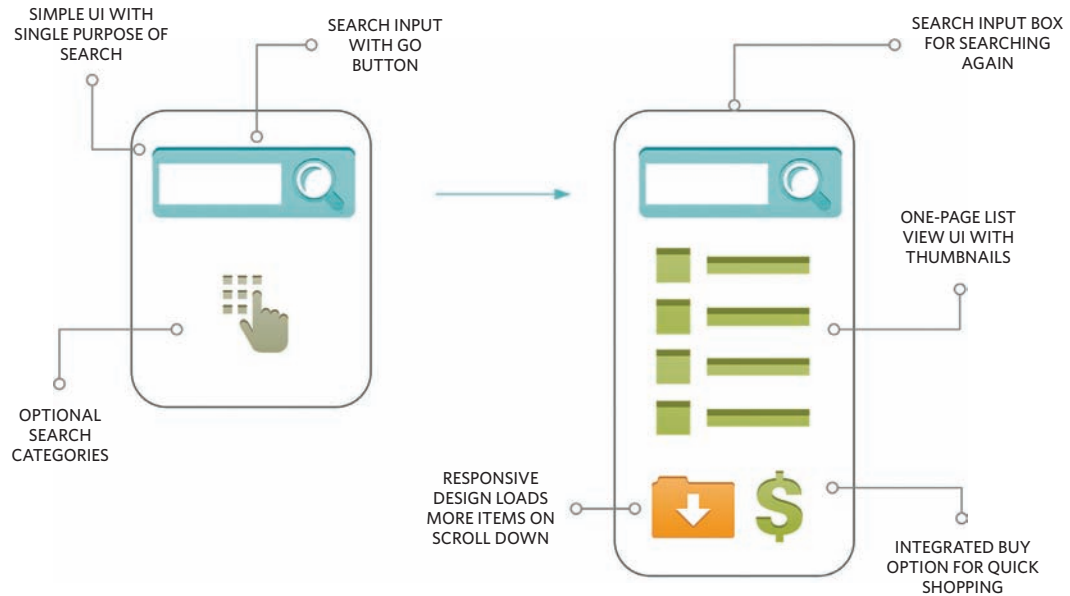 SIMPLE UI WITH
SINGLE PURPOSE OF
SEARCH
SEARCH INPUT
WITH GO
BUTTON
OPTIONAL
SEARCH
CATEGORIES
SEARCH INPUT BOX
FOR SEARCHING
AGAIN
ONE-PAGE LIST
VIEW UI WITH
THUMBNAILS
RESPONSIVE
DESIGN LOADS
MORE ITEMS ON
SCROLL DOWN
$
INTEGRATED BUY
OPTION FOR QUICK
SHOPPING